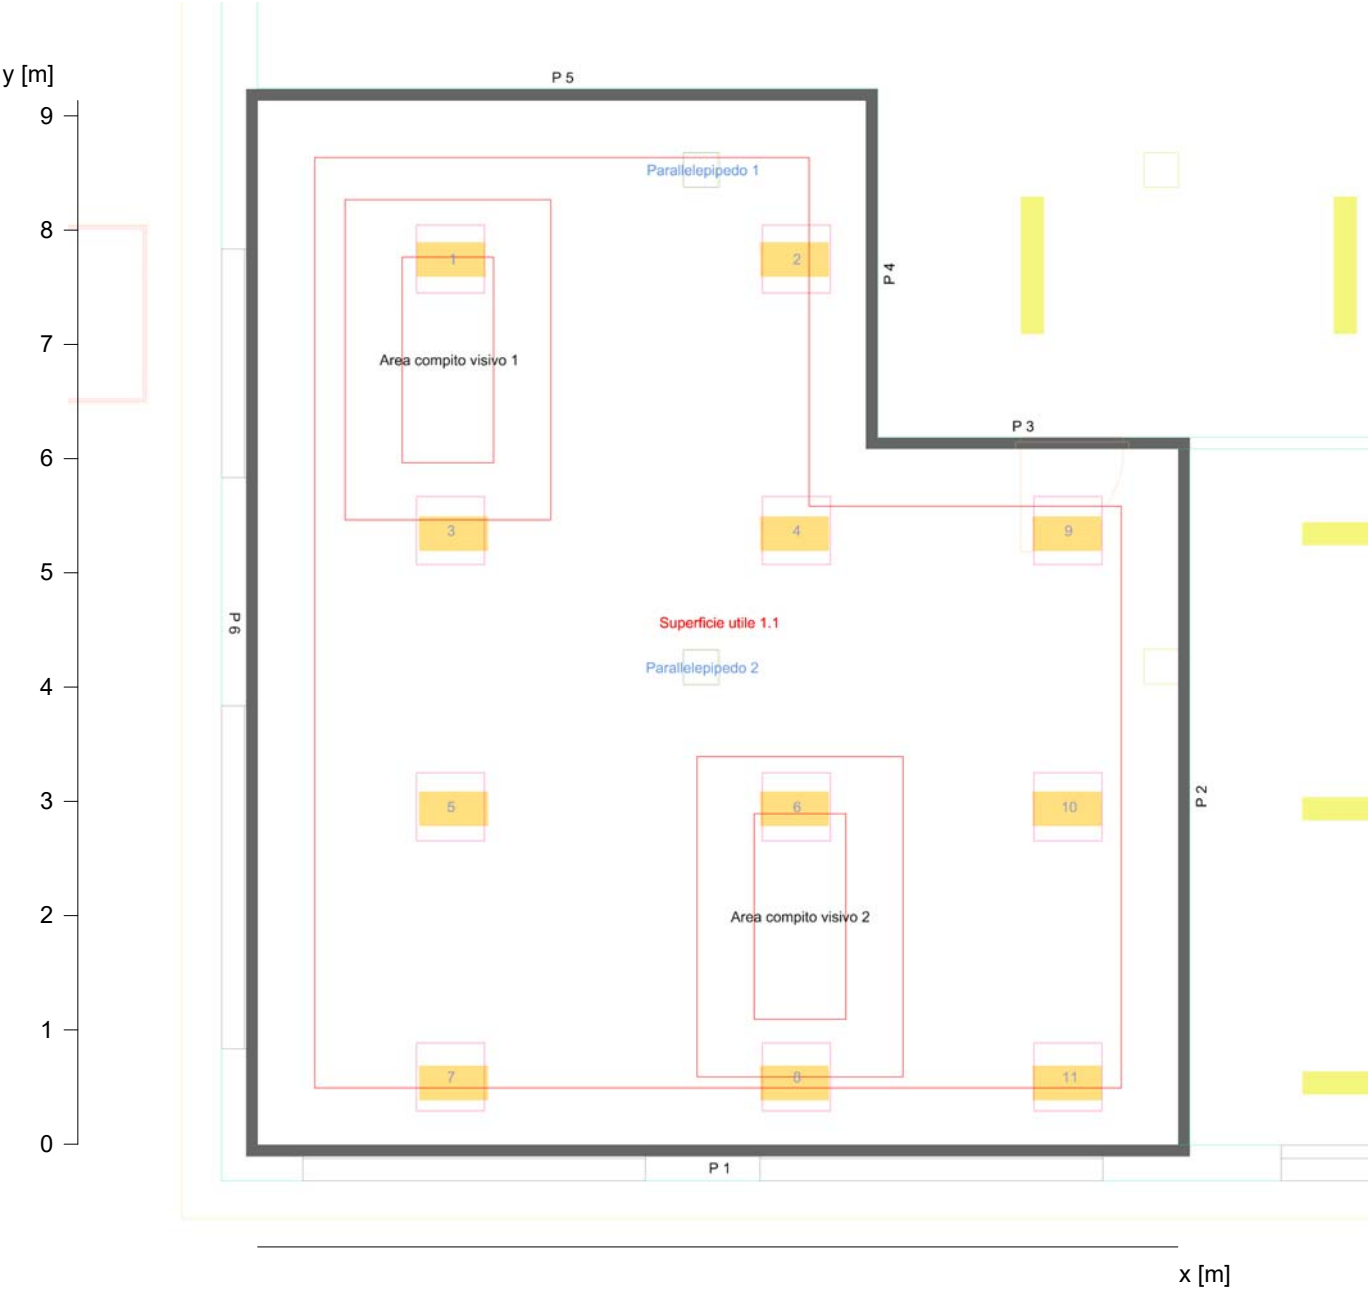 y [m]
P 5
9
Parallelepipedo 1
8
1
2
P 4
7
Area compito visivo 1
P 3
6
3
4
9
5
P 6
Superficie utile 1.1
Parallelepipedo 2
4
3
5
6
10
P 2
2
Area compito visivo 2
1
7
8
11
0
P 1
x [m]